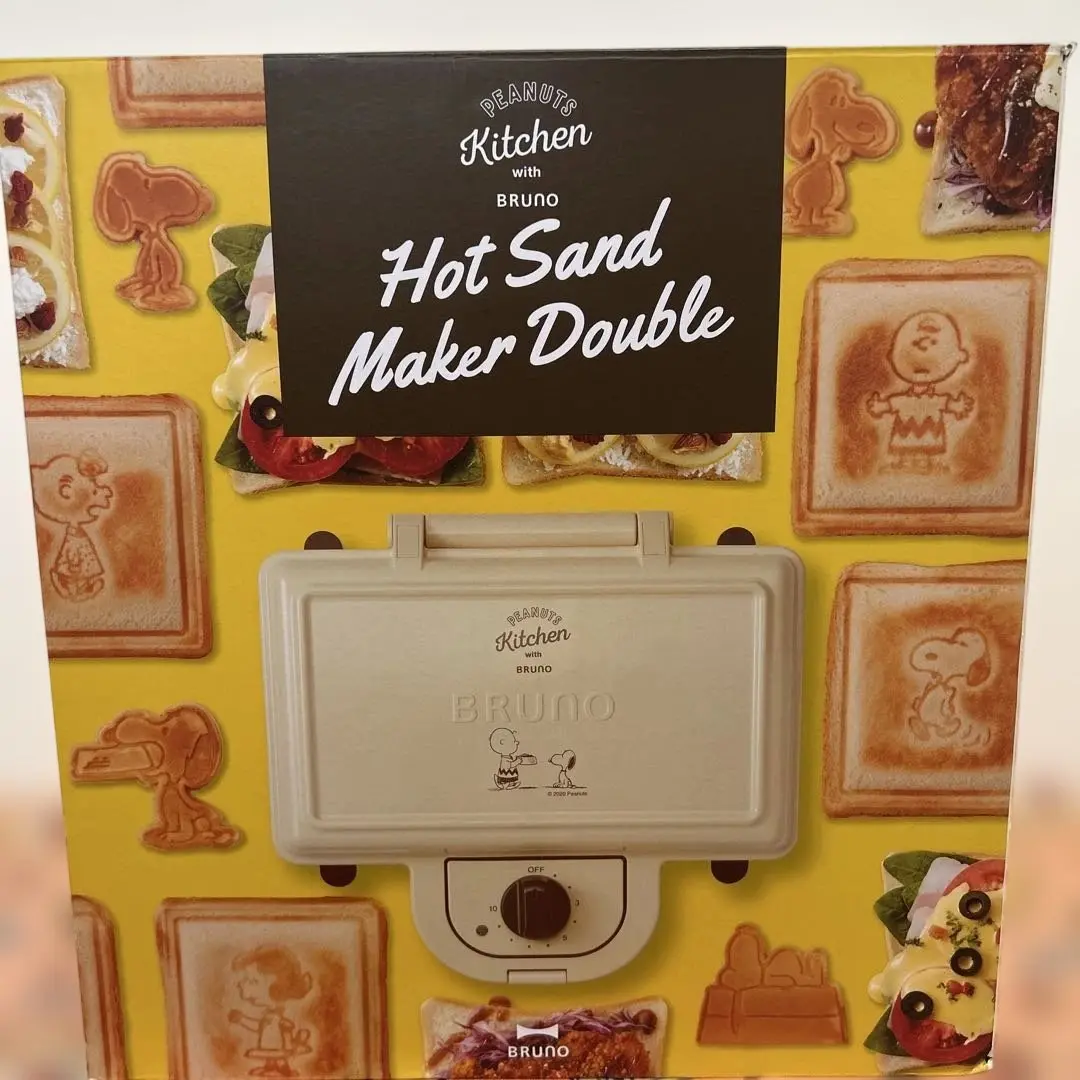 PEANUTS
Kitchen
with
BRUNO
Hot Sand
Maker Double
PEANUTS
Kitchen
with
BRUNO
BRUNO
© 2020 Peanuts
OFF
10
3
5
BRUNO